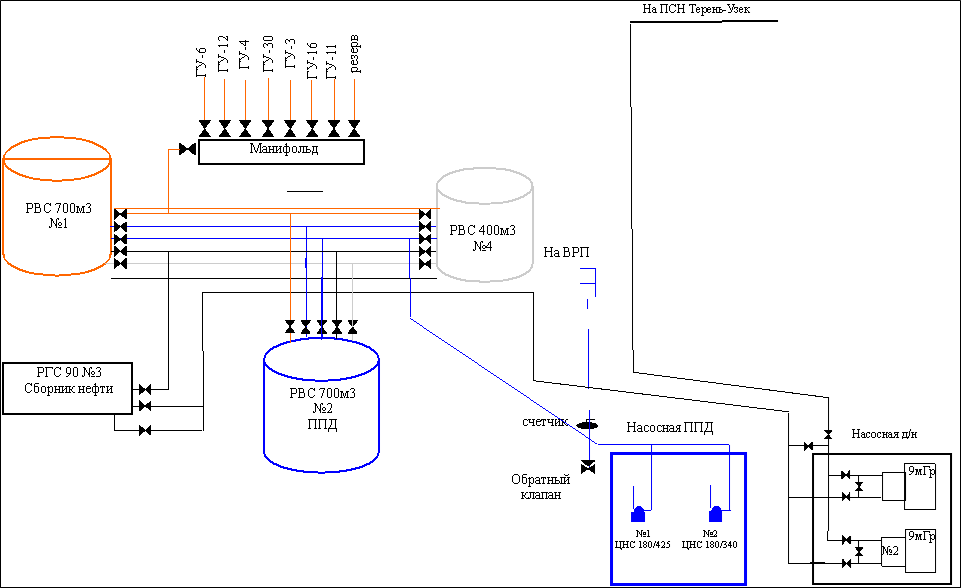 На ПСН Терень-Узек
ГУ-6
ГУ-12
ГУ-4
ГУ-30
ГУ-3
ГУ-16
ГУ-11
резерв
Манифольд
РВС 700м3
№1
РВС 400м3
№4
На ВРП
РГС 90 №3
Сборник нефти
РВС 700м3
№2
ППД
счетчик
Насосная ППД
Насосная д/н
Обратный
клапан
9мГр
№1
ЦНС 180/425
№2
ЦНС 180/340
9мГр
№2